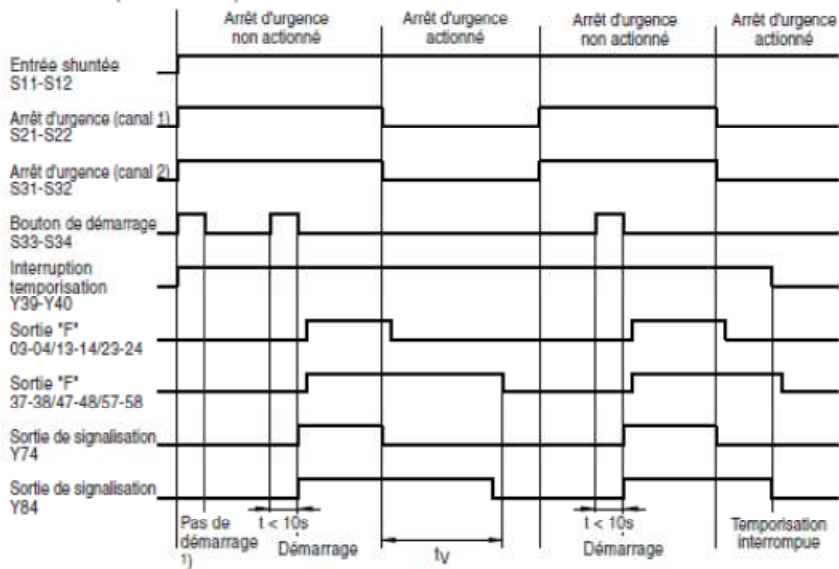 Arrêt d'urgence
non actionné
Arrêt d'urgence
actionné
Arrêt d'urgence
non actionné
Arrêt d'urgence
actionné
Entrée shuntée
S11-S12
Arrêt d'urgence (canal 1)
S21-S22
Arrêt d'urgence (canal 2)
S31-S32
Bouton de démarrage
S33-S34
Interruption
temporisation
Y39-Y40
Sortie "F"
03-04/13-14/23-24
Sortie "F"
37-38/47-48/57-58
Sortie de signalisation
Y74
Sortie de signalisation
Y84
Pas de
démarrage
1)
t < 10s
Démarrage
tv
t < 10s
Démarrage
Temporisation
interrompue